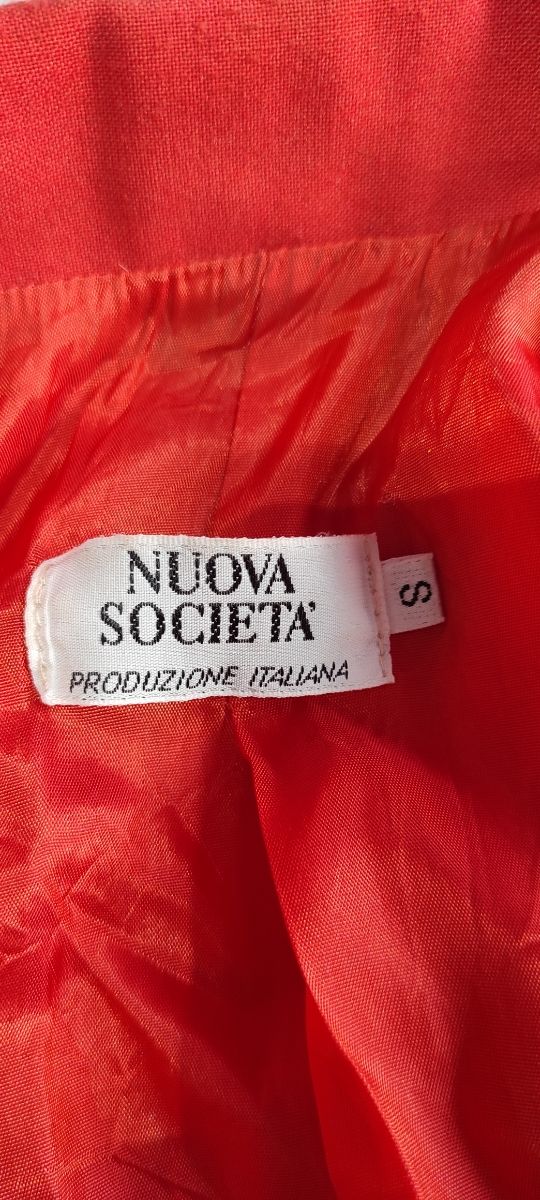 NUOVA
SOCIETA'
PRODUZIONE ITALIANA
S